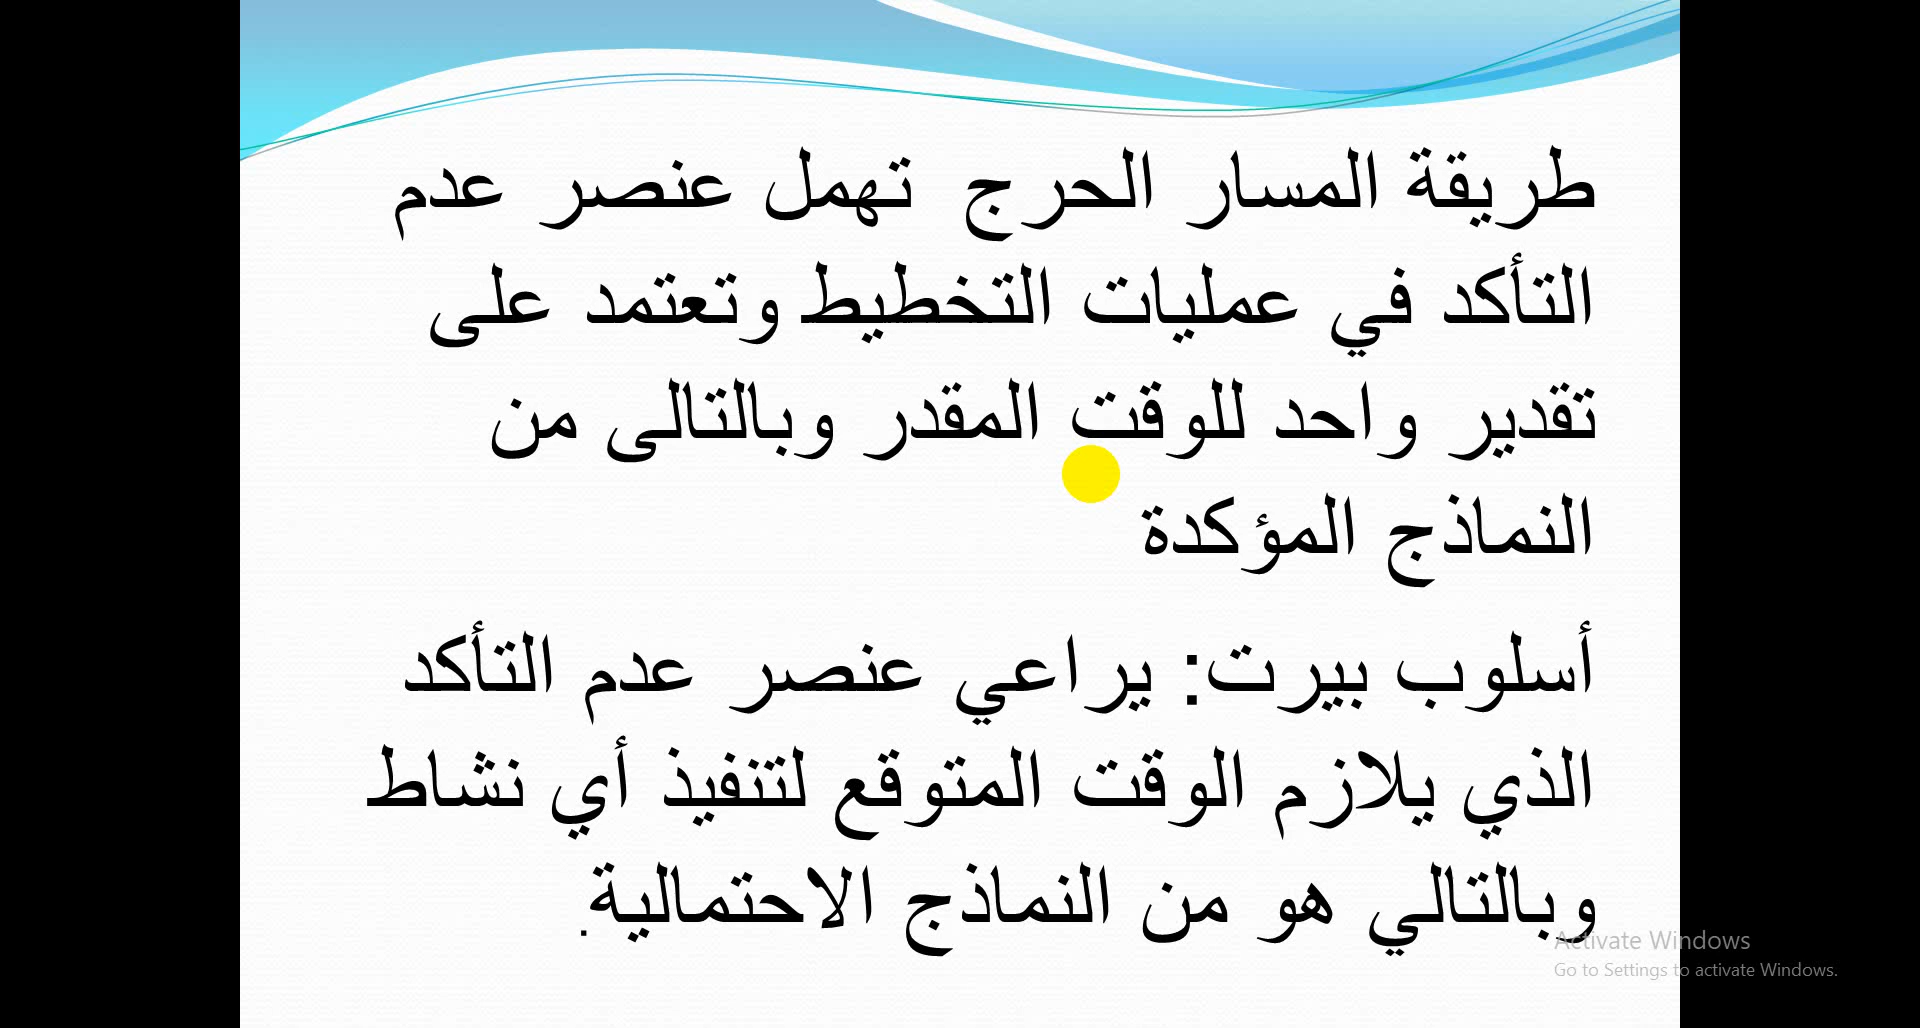 طريقة المسار الحرج تهمل عنصر عدم
التأكد في عمليات التخطيط وتعتمد على
تقدير واحد للوقت المقدر وبالتالى من
النماذج المؤكدة
أسلوب بيرت: يراعي عنصر عدم التأكد
الذي يلازم الوقت المتوقع لتنفيذ أي نشاط
وبالتالي هو من النماذج الاحتمالية.
Activate Windows
Go to Settings to activate Windows.